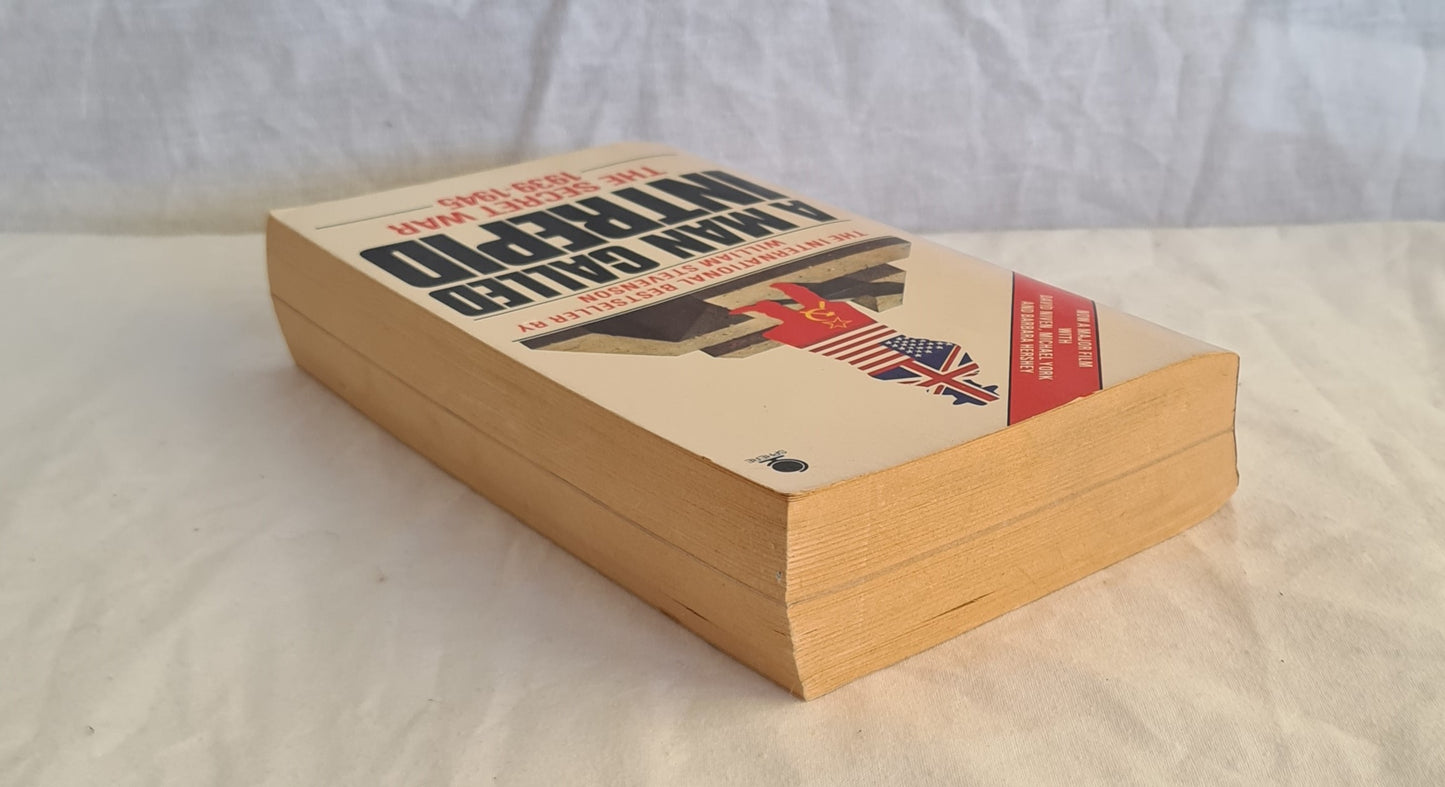 NOW A MAJOR FILM
WITH
DAVID NIVEN, MICHAEL YORK
AND BARBARA HERSHEY
THE INTERNATIONAL BESTSELLER BY
WILLIAM STEVENSON
A MAN CALLED
INTREPID
THE SECRET WAR
1939-1945
SPHERE